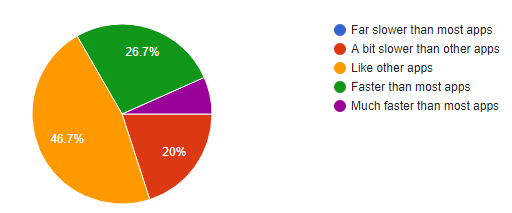 Far slower than most apps
A bit slower than other apps
Like other apps
Faster than most apps
Much faster than most apps
26.7%
46.7%
20%